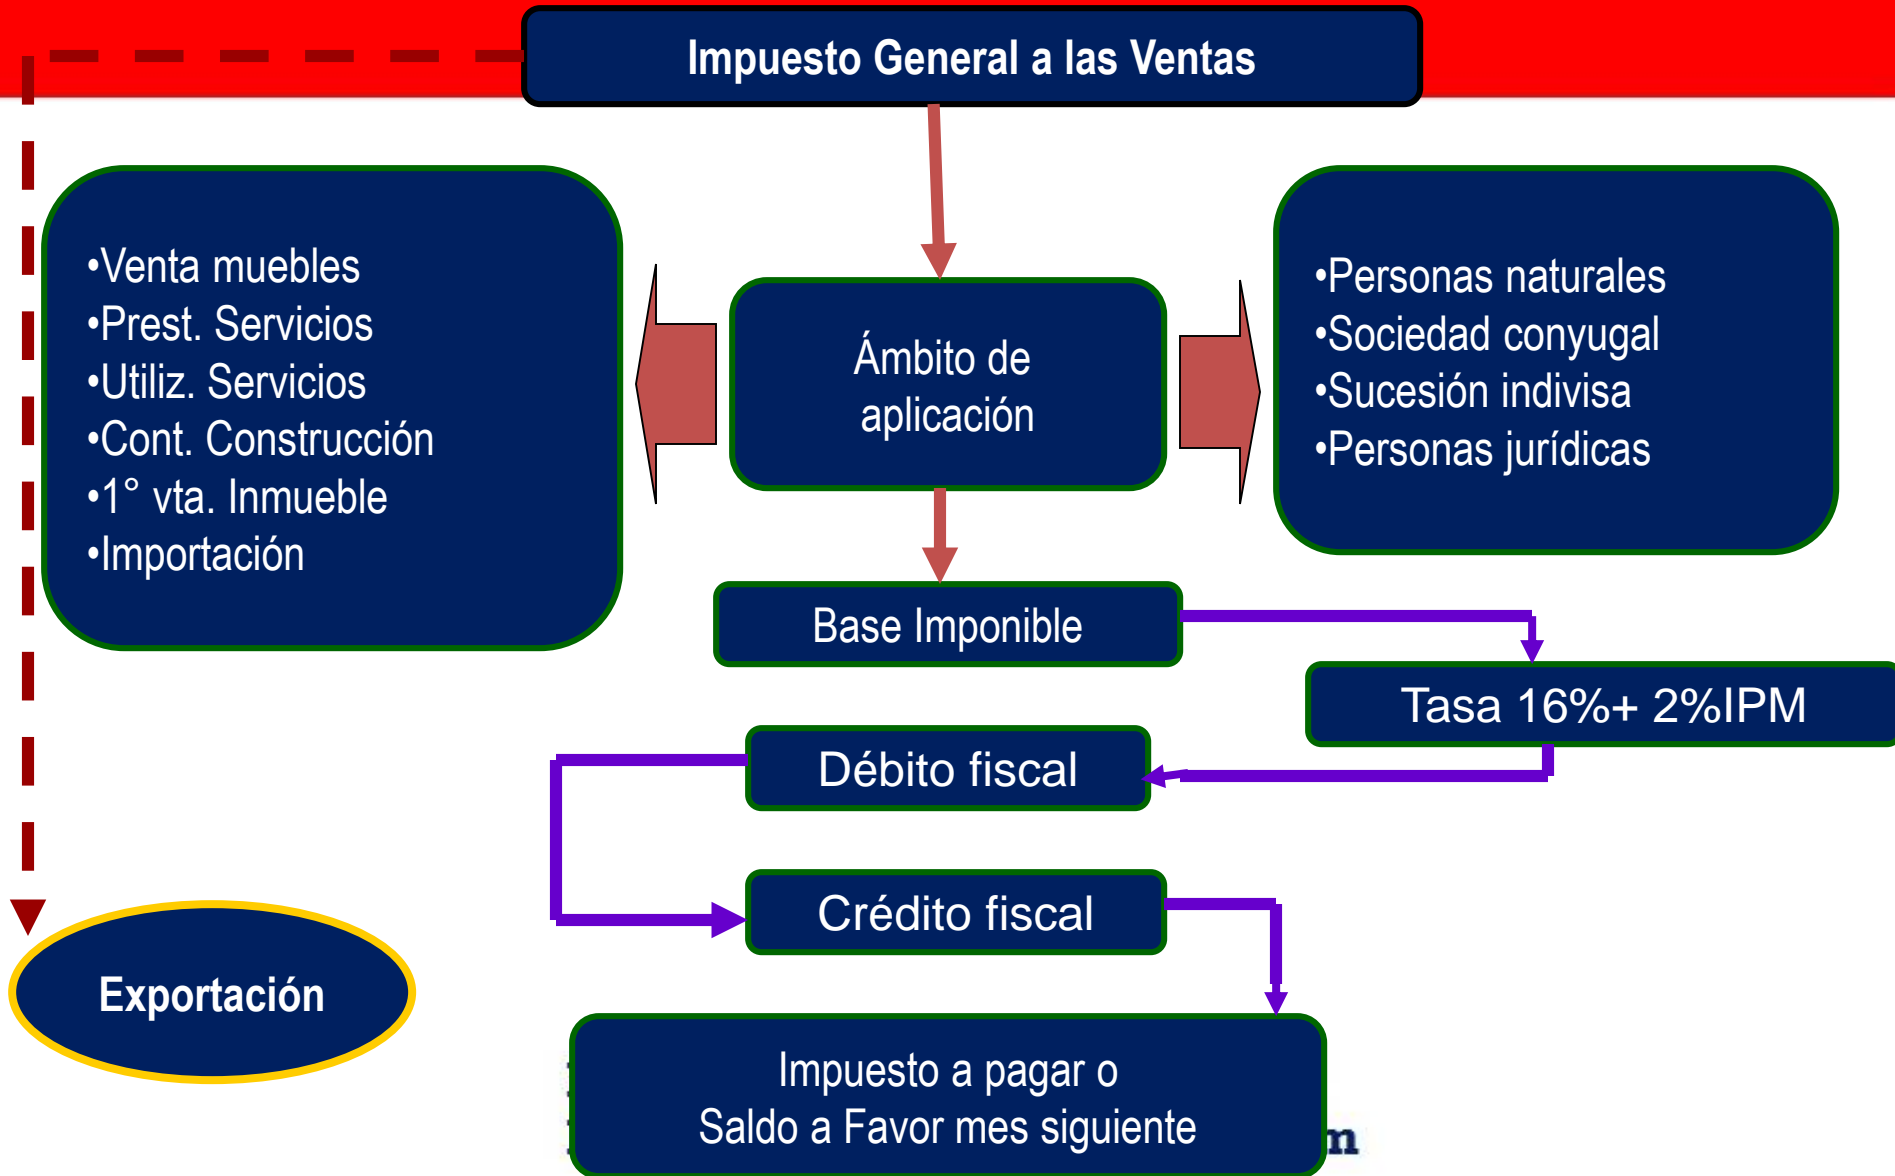 Impuesto General a las Ventas
•Venta muebles
•Prest. Servicios
•Utiliz. Servicios
•Cont. Construcción
•1° vta. Inmueble
•Importación
Ámbito de
aplicación
•Personas naturales
•Sociedad conyugal
•Sucesión indivisa
•Personas jurídicas
Base Imponible
Tasa 16%+ 2%IPM
Débito fiscal
Crédito fiscal
Exportación
Impuesto a pagar o
Saldo a Favor mes siguiente